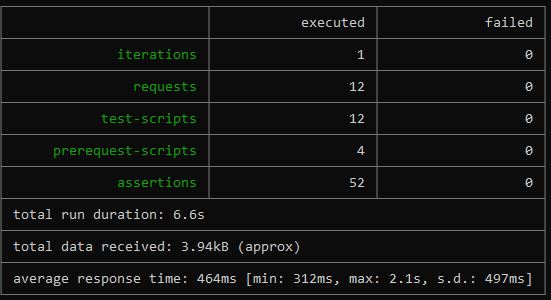 executed failed
iterations 1 0
requests 12 0
test-scripts 12 0
prerequest-scripts 4 0
assertions 52 0
total run duration: 6.6s
total data received: 3.94kB (approx)
average response time: 464ms [min: 312ms, max: 2.1s, s.d.: 497ms]